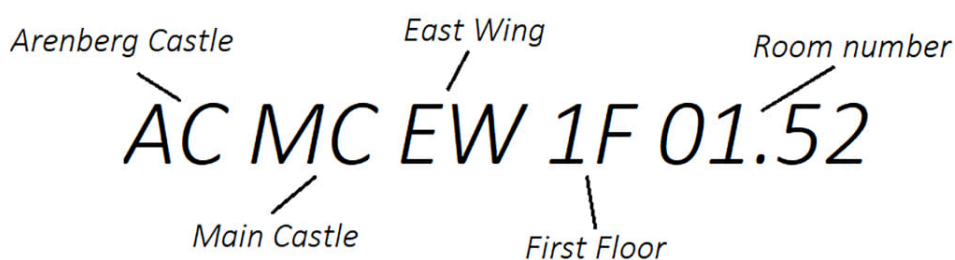 Arenberg Castle
East Wing
Room number
AC MC EW 1F 01.52
Main Castle
First Floor